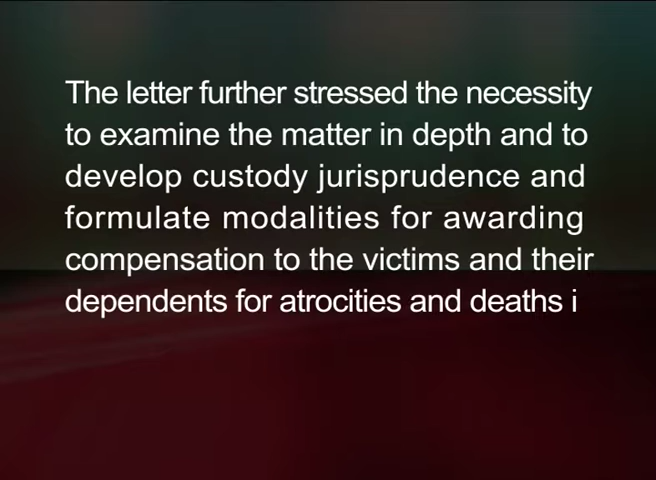 The letter further stressed the necessity
to examine the matter in depth and to
develop custody jurisprudence and
formulate modalities for awarding
compensation to the victims and their
dependents for atrocities and deaths i